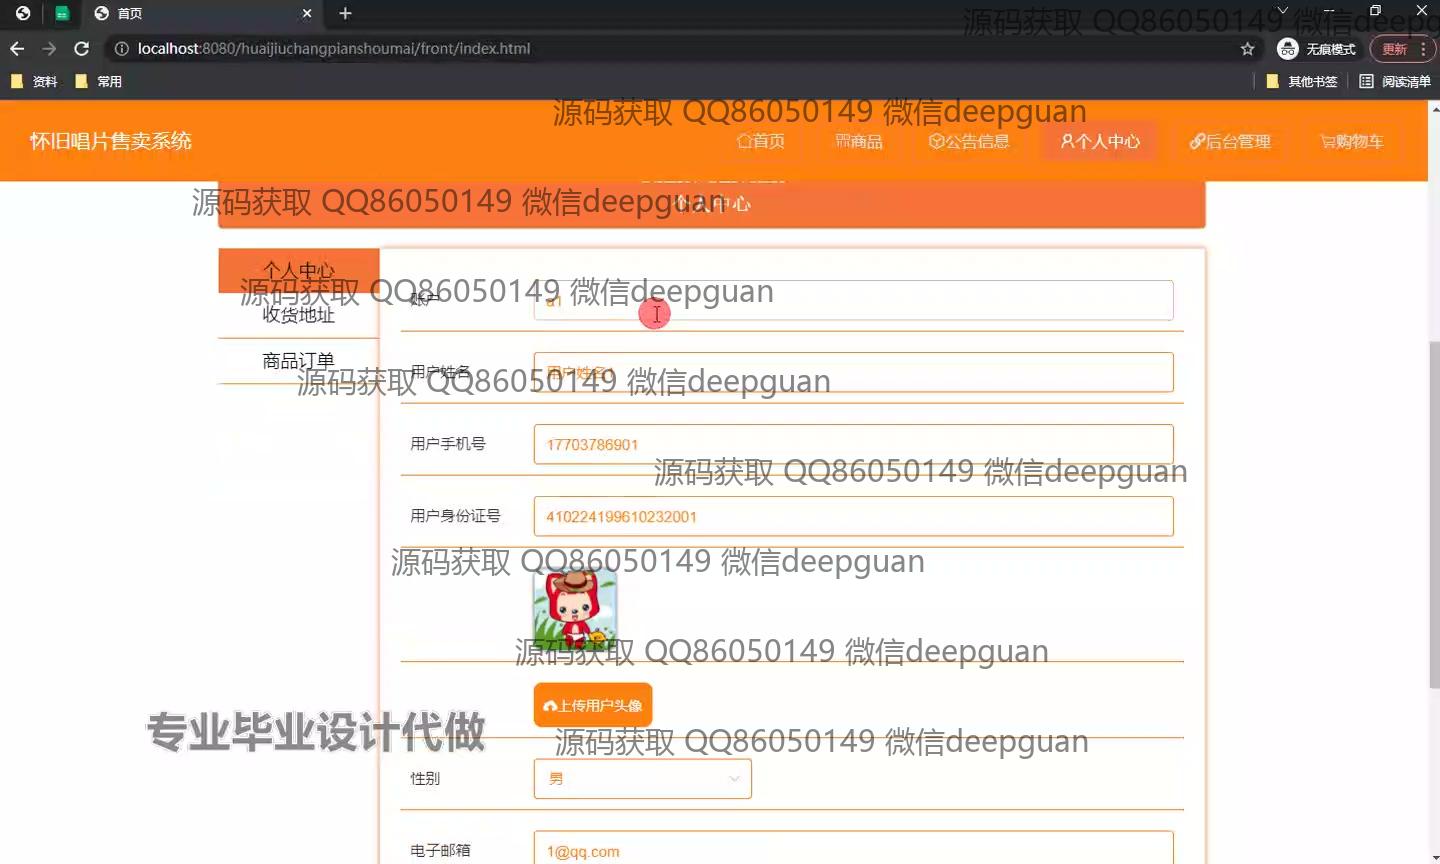 首页
localhost:8080/huaijiuchangpianshoumai/front/index.html
无痕模式
更新
资料
常用
其他书签
阅读清单
源码获取 QQ86050149 微信deepg
源码获取 QQ86050149 微信deepguan
怀旧唱片售卖系统
首页
商品
公告信息
个人中心
后台管理
购物车
源码获取 QQ86050149 微信deepguan
个人中心
个人中心
收货地址
商品订单
源码获取 QQ86050149 微信deepguan
账户
a1
源码获取 QQ86050149 微信deepguan
用户姓名
用户姓名1
用户手机号
17703786901
源码获取 QQ86050149 微信deepguan
用户身份证号
410224199610232001
源码获取 QQ86050149 微信deepguan
源码获取 QQ86050149 微信deepguan
上传用户头像
专业毕业设计代做
源码获取 QQ86050149 微信deepguan
性别
男
电子邮箱
1@qq.com